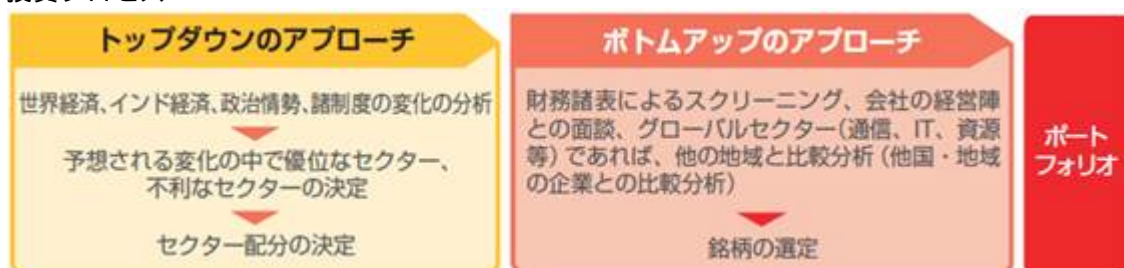 トップダウンのアプローチ
世界経済、インド経済、政治情勢、諸制度の変化の分析
予想される変化の中で優位なセクター、
不利なセクターの決定
セクター配分の決定
ボトムアップのアプローチ
財務諸表によるスクリーニング、会社の経営陣
との面談、グローバルセクター(通信、IT、資源
等)であれば、他の地域と比較分析(他国・地域
の企業との比較分析)
銘柄の選定
ポート
フォリオ